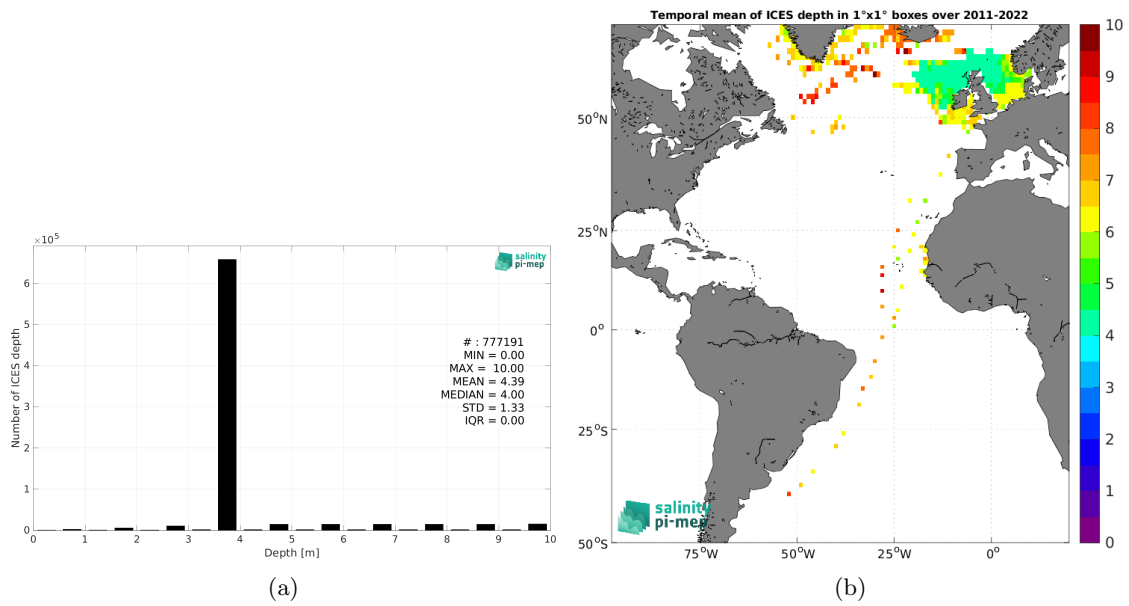 ×10⁵
6
5
4
3
2
1
0
Number of ICES depth
0 1 2 3 4 5 6 7 8 9 10
Depth [m]
salinity
pi-mep
# : 777191
MIN = 0.00
MAX = 10.00
MEAN = 4.39
MEDIAN = 4.00
STD = 1.33
IQR = 0.00
(a)
Temporal mean of ICES depth in 1°x1° boxes over 2011-2022
50°N
25°N
0°
25°S
50°S
75°W 50°W 25°W 0°
salinity
pi-mep
10
9
8
7
6
5
4
3
2
1
0
(b)